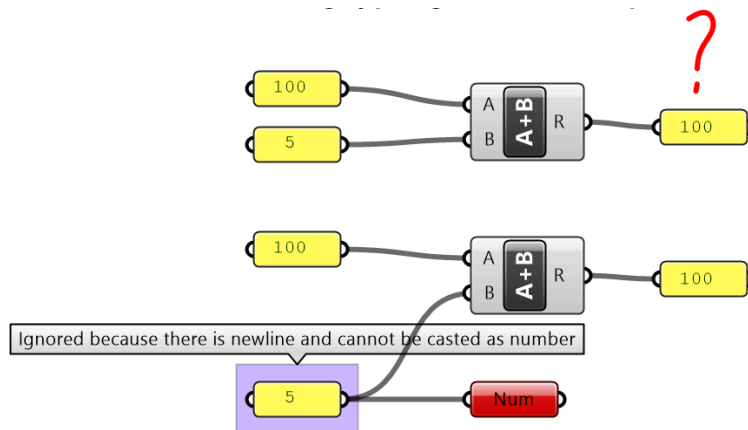 ?
100
A
A+B
R
100
5
B
100
A
A+B
R
100
B
Ignored because there is newline and cannot be casted as number
5
Num